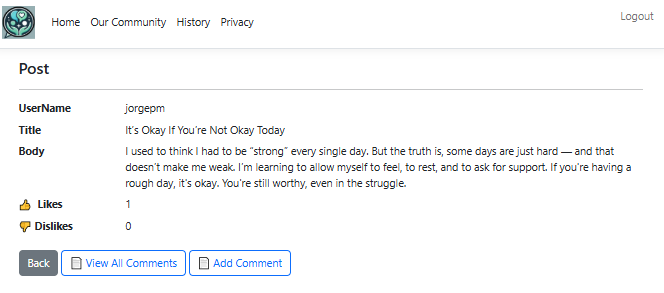 Home Our Community History Privacy Logout
Post
UserName jorgepm
Title It's Okay If You're Not Okay Today
Body I used to think I had to be "strong" every single day. But the truth is, some days are just hard — and that
doesn't make me weak. I'm learning to allow myself to feel, to rest, and to ask for support. If you're having a
rough day, it's okay. You're still worthy, even in the struggle.
👍 Likes 1
👎 Dislikes 0
Back 📄 View All Comments 📄 Add Comment